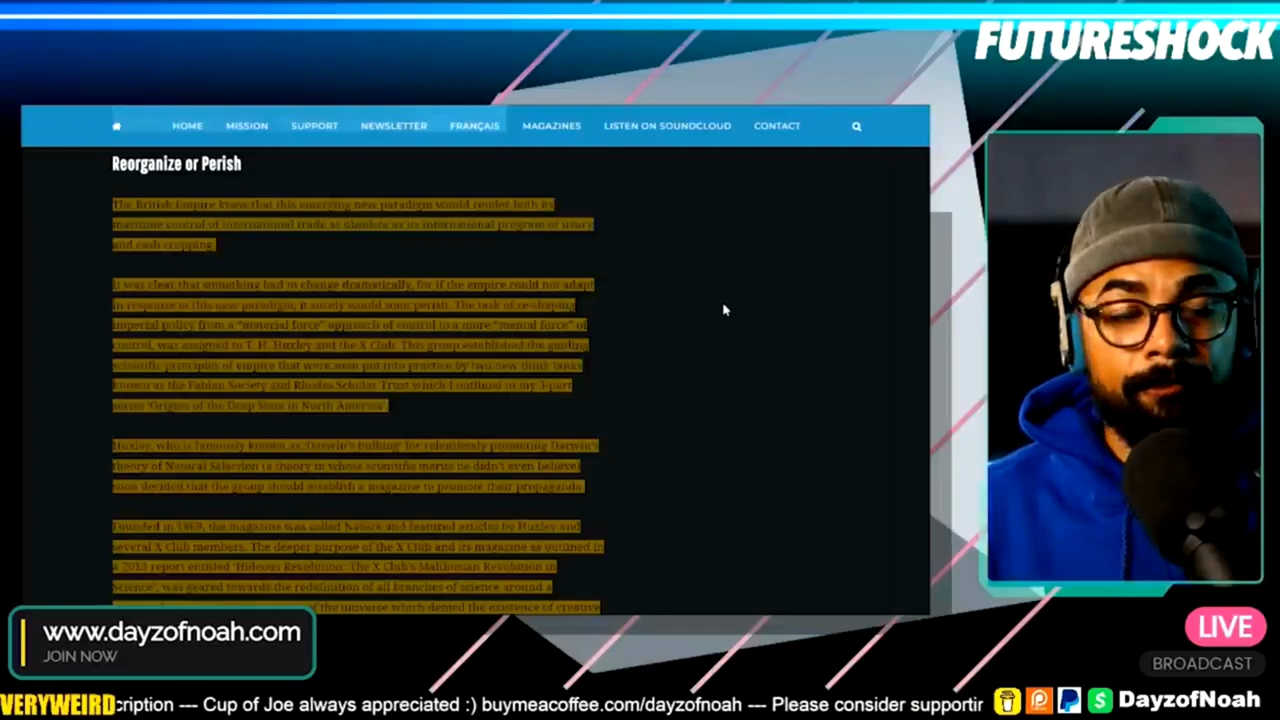 FUTURESHOCK
HOME MISSION SUPPORT NEWSLETTER FRANÇAIS MAGAZINES LISTEN ON SOUNDCLOUD CONTACT
Reorganize or Perish
The British Empire knew that this emerging new paradigm would render both its
maritime control of international trade as obsolete as its international program of usury
and cash cropping.
It was clear that something had to change dramatically, for if the empire could not adapt
in response to this new paradigm, it surely would soon perish. The task of re-shaping
imperial policy from a "material force" approach of control to a more "mental force" of
control, was assigned to T. H. Huxley and the X Club. This group established the guiding
scientific principles of empire that were soon put into practice by two new think tanks
known as the Fabian Society and Rhodes Scholar Trust which I outlined in my 3-part
series 'Origins of the Deep State in North America'.
Huxley, who is famously known as 'Darwin's bulldog' for relentlessly promoting Darwin's
theory of Natural Selection (a theory in whose scientific merits he didn't even believe)
soon decided that the group should establish a magazine to promote their propaganda.
Founded in 1869, the magazine was called Nature and featured articles by Huxley and
several X Club members. The deeper purpose of the X Club and its magazine as outlined in
a 2013 report entitled 'Hideous Revolution: The X Club's Malthusian Revolution in
Science', was geared towards the redefinition of all branches of science around a
of the universe which denied the existence of creative
www.dayzofnoah.com
JOIN NOW
LIVE
BROADCAST
VERYWEIRD cription --- Cup of Joe always appreciated :) buymeacoffee.com/dayzofnoah --- Please consider supportin DayzofNoah